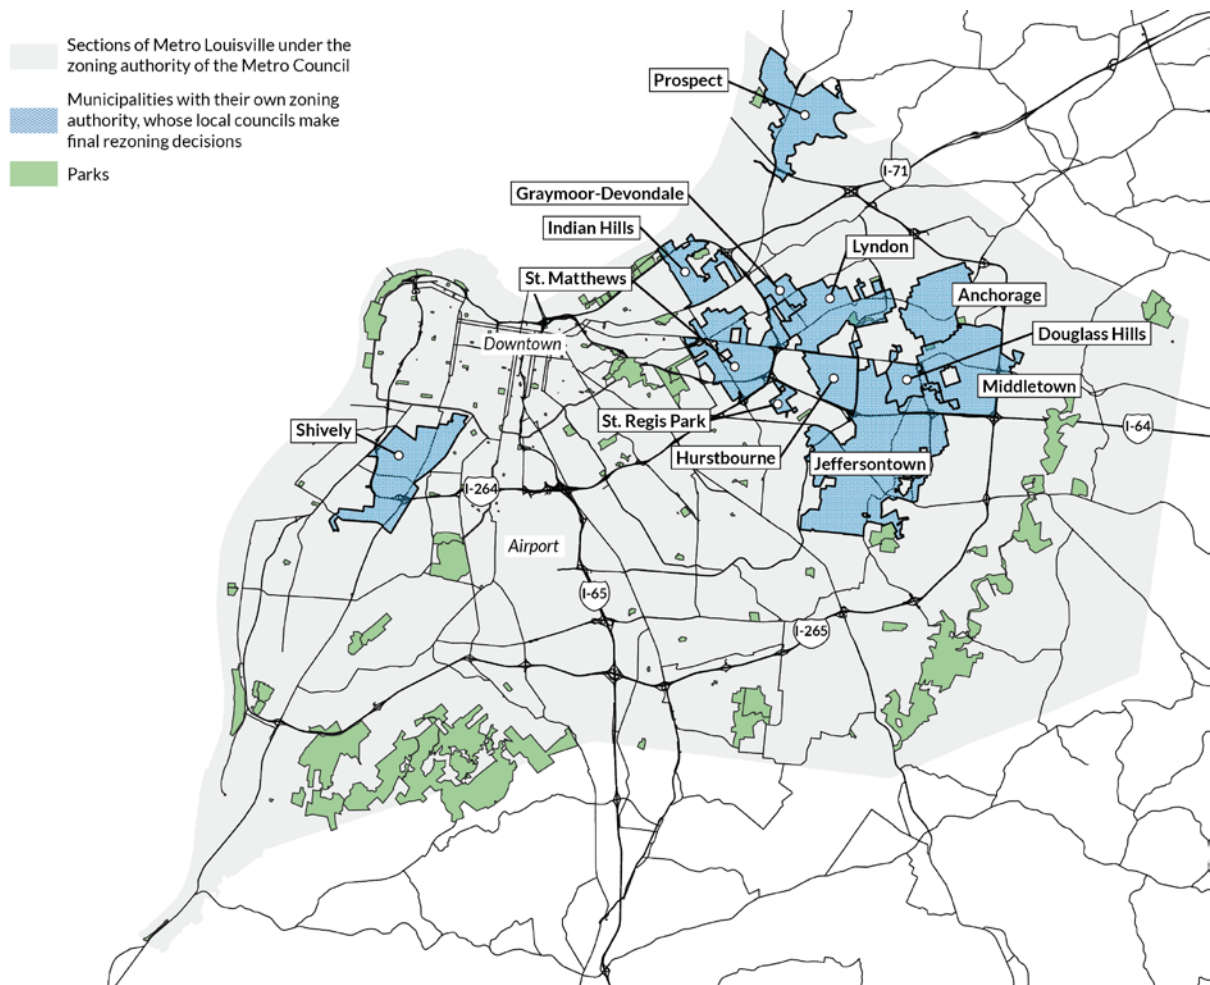 Sections of Metro Louisville under the
zoning authority of the Metro Council
Municipalities with their own zoning
authority, whose local councils make
final rezoning decisions
Parks
Prospect
I-71
Graymoor-Devondale
Indian Hills
Lyndon
St. Matthews
Anchorage
Douglass Hills
Downtown
Middletown
St. Regis Park
I-64
Shively
Hurstbourne
Jeffersontown
I-264
Airport
I-65
I-265